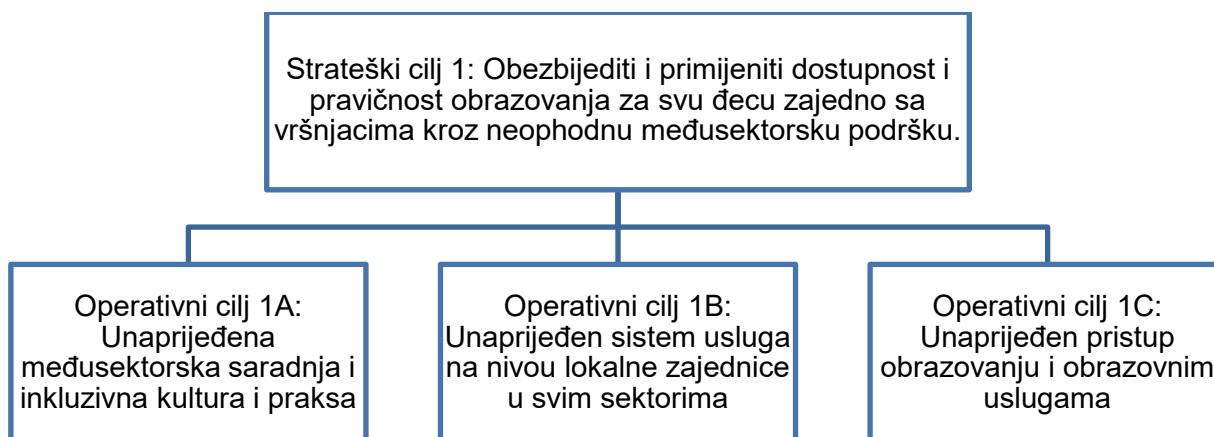 Strateški cilj 1: Obezbijediti i primijeniti dostupnost i
pravičnost obrazovanja za svu đecu zajedno sa
vršnjacima kroz neophodnu međusektorsku podršku.
Operativni cilj 1A:
Unaprijeđena
međusektorska saradnja i
inkluzivna kultura i praksa
Operativni cilj 1B:
Unaprijeđen sistem usluga
na nivou lokalne zajednice
u svim sektorima
Operativni cilj 1C:
Unaprijeđen pristup
obrazovanju i obrazovnim
uslugama